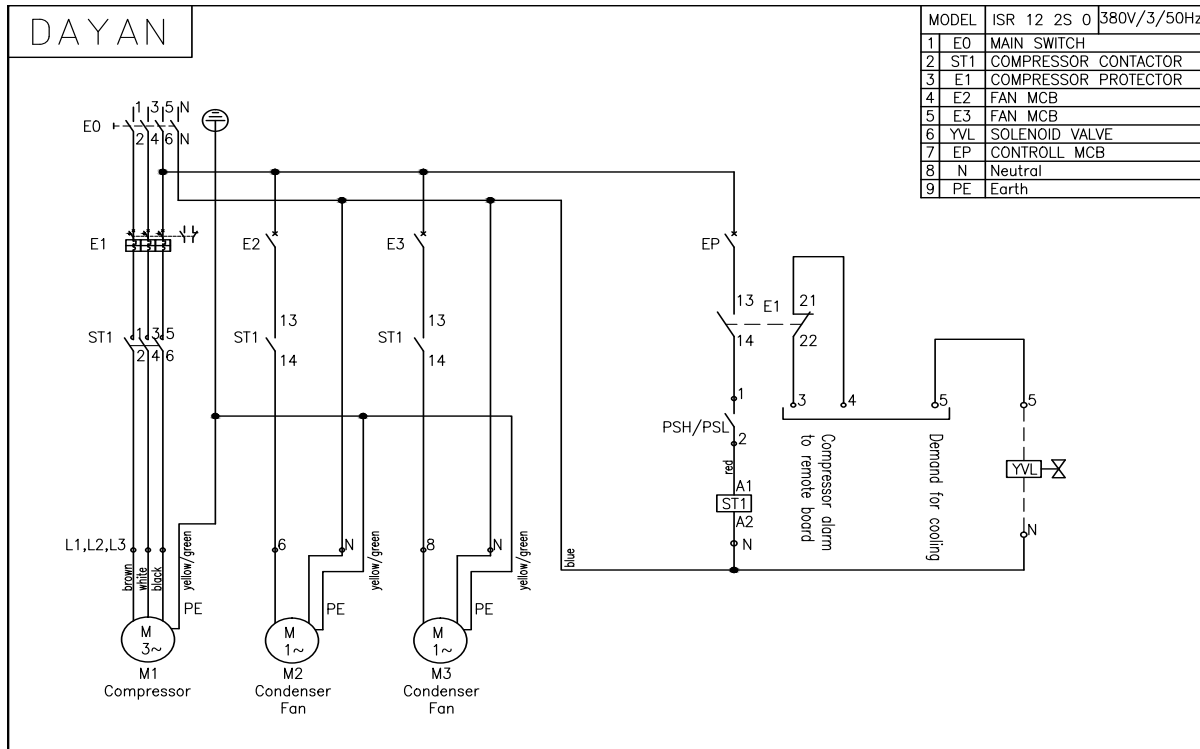 DAYAN
MODEL ISR 12 2S 0 380V/3/50Hz
1 E0 MAIN SWITCH
2 ST1 COMPRESSOR CONTACTOR
3 E1 COMPRESSOR PROTECTOR
4 E2 FAN MCB
5 E3 FAN MCB
6 YVL SOLENOID VALVE
7 EP CONTROLL MCB
8 N Neutral
9 PE Earth
1 3 5 N
E0
2 4 6 N
E1
E2
E3
EP
13 E1 21
14 22
ST1 1 3 5
2 4 6
13
ST1
14
13
ST1
14
1
PSH/PSL
2
red
A1
ST1
A2
N
3
4
5
5
Compressor alarm
to remote board
Demand for cooling
YVL
N
L1,L2,L3
6
N
8
N
brown
white
black
yellow/green
yellow/green
yellow/green
blue
PE
PE
PE
M
3~
M
1~
M
1~
M1
Compressor
M2
Condenser
Fan
M3
Condenser
Fan